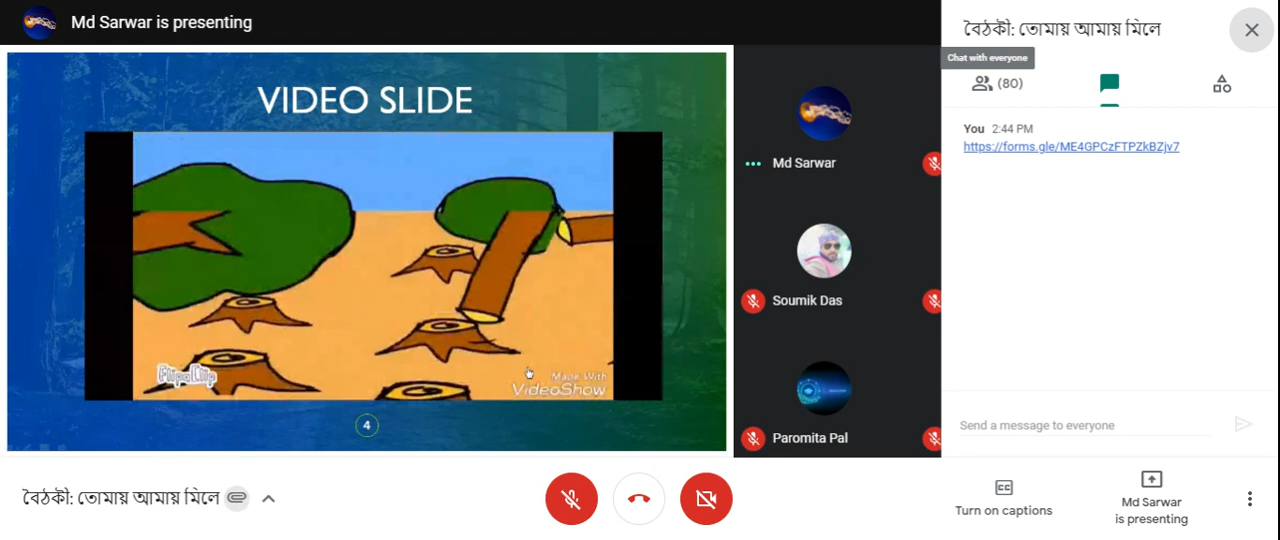 Md Sarwar is presenting
VIDEO SLIDE
FlipaClip
Made With
VideoShow
4
Md Sarwar
Soumik Das
Paromita Pal
বৈঠকী: তোমায় আমায় মিলে
Chat with everyone
(80)
You 2:44 PM
https://forms.gle/ME4GPCzFTPZkBZjv7
Send a message to everyone
বৈঠকী: তোমায় আমায় মিলে
CC
Turn on captions
Md Sarwar
is presenting